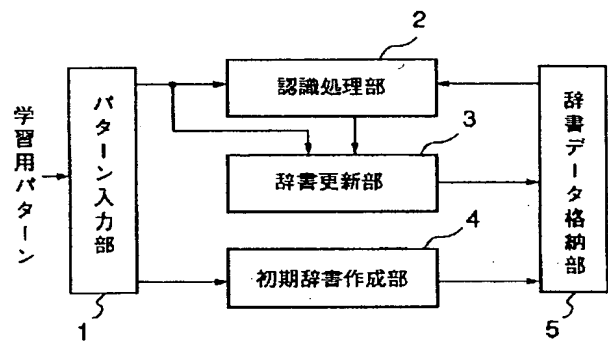 2
認識処理部
3
辞書更新部
4
初期辞書作成部
学習用パターン
パターン入力部
1
辞書データ格納部
5